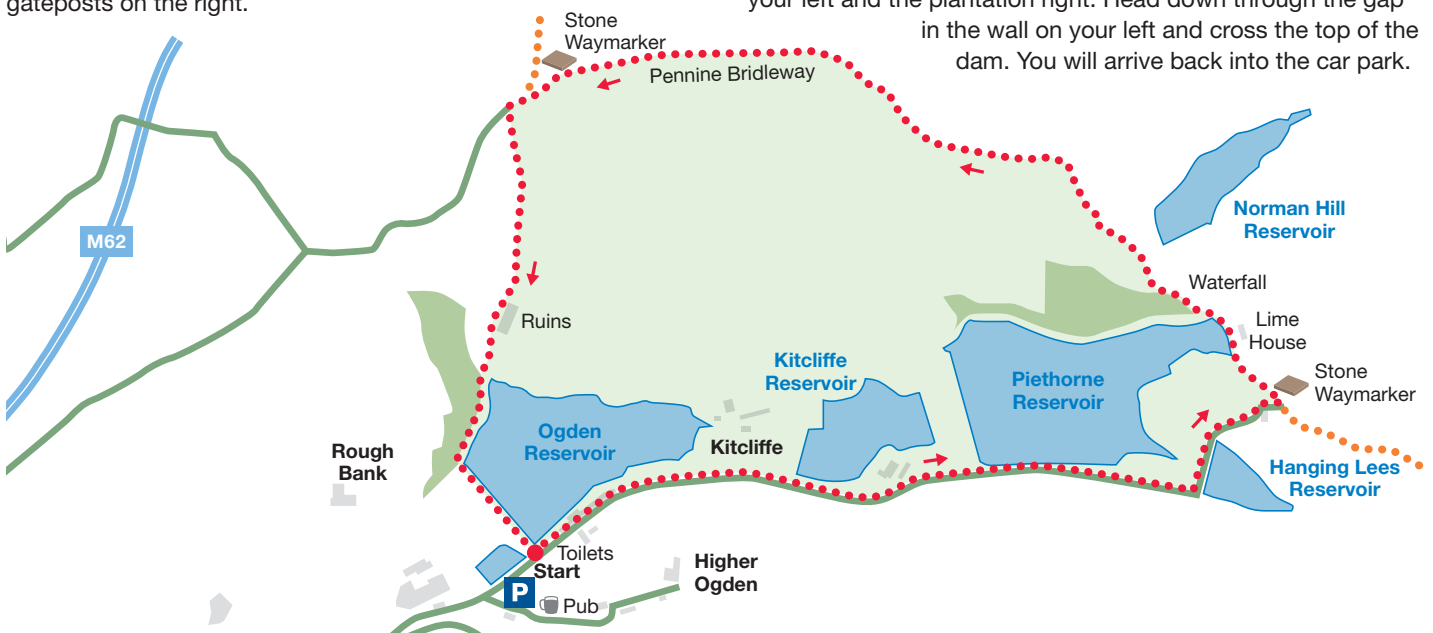 gateposts on the right.
your left and the plantation right. Head down through the gap
in the wall on your left and cross the top of the
dam. You will arrive back into the car park.
Stone
Waymarker
Pennine Bridleway
M62
Norman Hill
Reservoir
Waterfall
Lime
House
Ruins
Kitcliffe
Reservoir
Piethorne
Reservoir
Stone
Waymarker
Ogden
Reservoir
Kitcliffe
Rough
Bank
Hanging Lees
Reservoir
Toilets
Start
Higher
Ogden
P
Pub